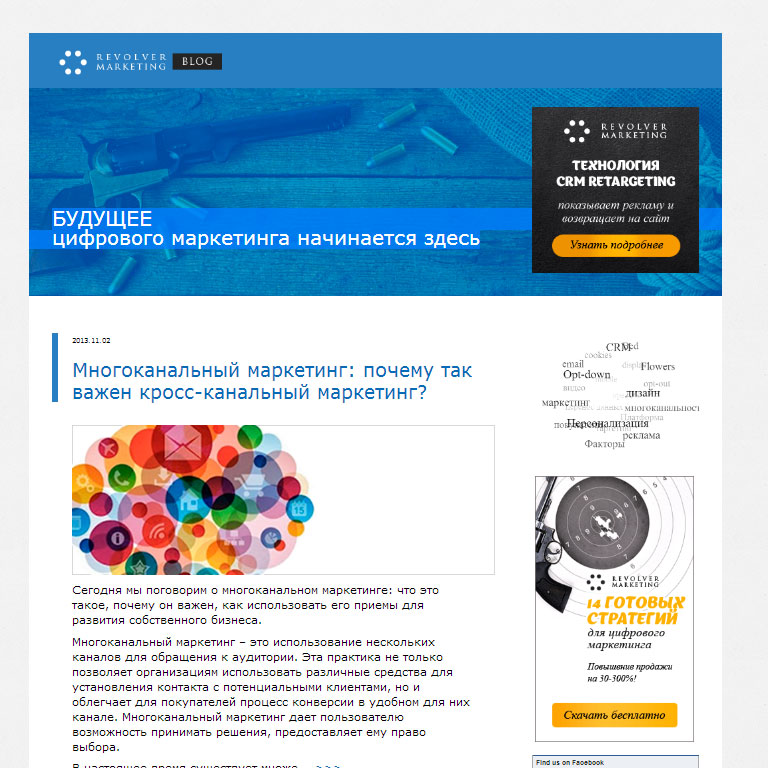 REVOLVER
MARKETING
BLOG
REVOLVER
MARKETING
ТЕХНОЛОГИЯ
CRM RETARGETING
показывает рекламу и
возвращает на сайт
Узнать подробнее
БУДУЩЕЕ
цифрового маркетинга начинается здесь
2013.11.02
Многоканальный маркетинг: почему так
важен кросс-канальный маркетинг?
Сегодня мы поговорим о многоканальном маркетинге: что это
такое, почему он важен, как использовать его приемы для
развития собственного бизнеса.
Многоканальный маркетинг – это использование нескольких
каналов для обращения к аудитории. Эта практика не только
позволяет организациям использовать различные средства для
установления контакта с потенциальными клиентами, но и
облегчает для покупателей процесс конверсии в удобном для них
канале. Многоканальный маркетинг дает пользователю
возможность принимать решения, предоставляет ему право
выбора.
В настоящее время существует множе... >>>
CRM
cookies
email
Flowers
Opt-down
opt-out
видео
дизайн
маркетинг
многоканальност
Платформа
Персонализация
реклама
Факторы
REVOLVER
MARKETING
14 ГОТОВЫХ
СТРАТЕГИЙ
для цифрового
маркетинга
Повышение продажи
на 30-300%!
Скачать бесплатно
Find us on Facebook